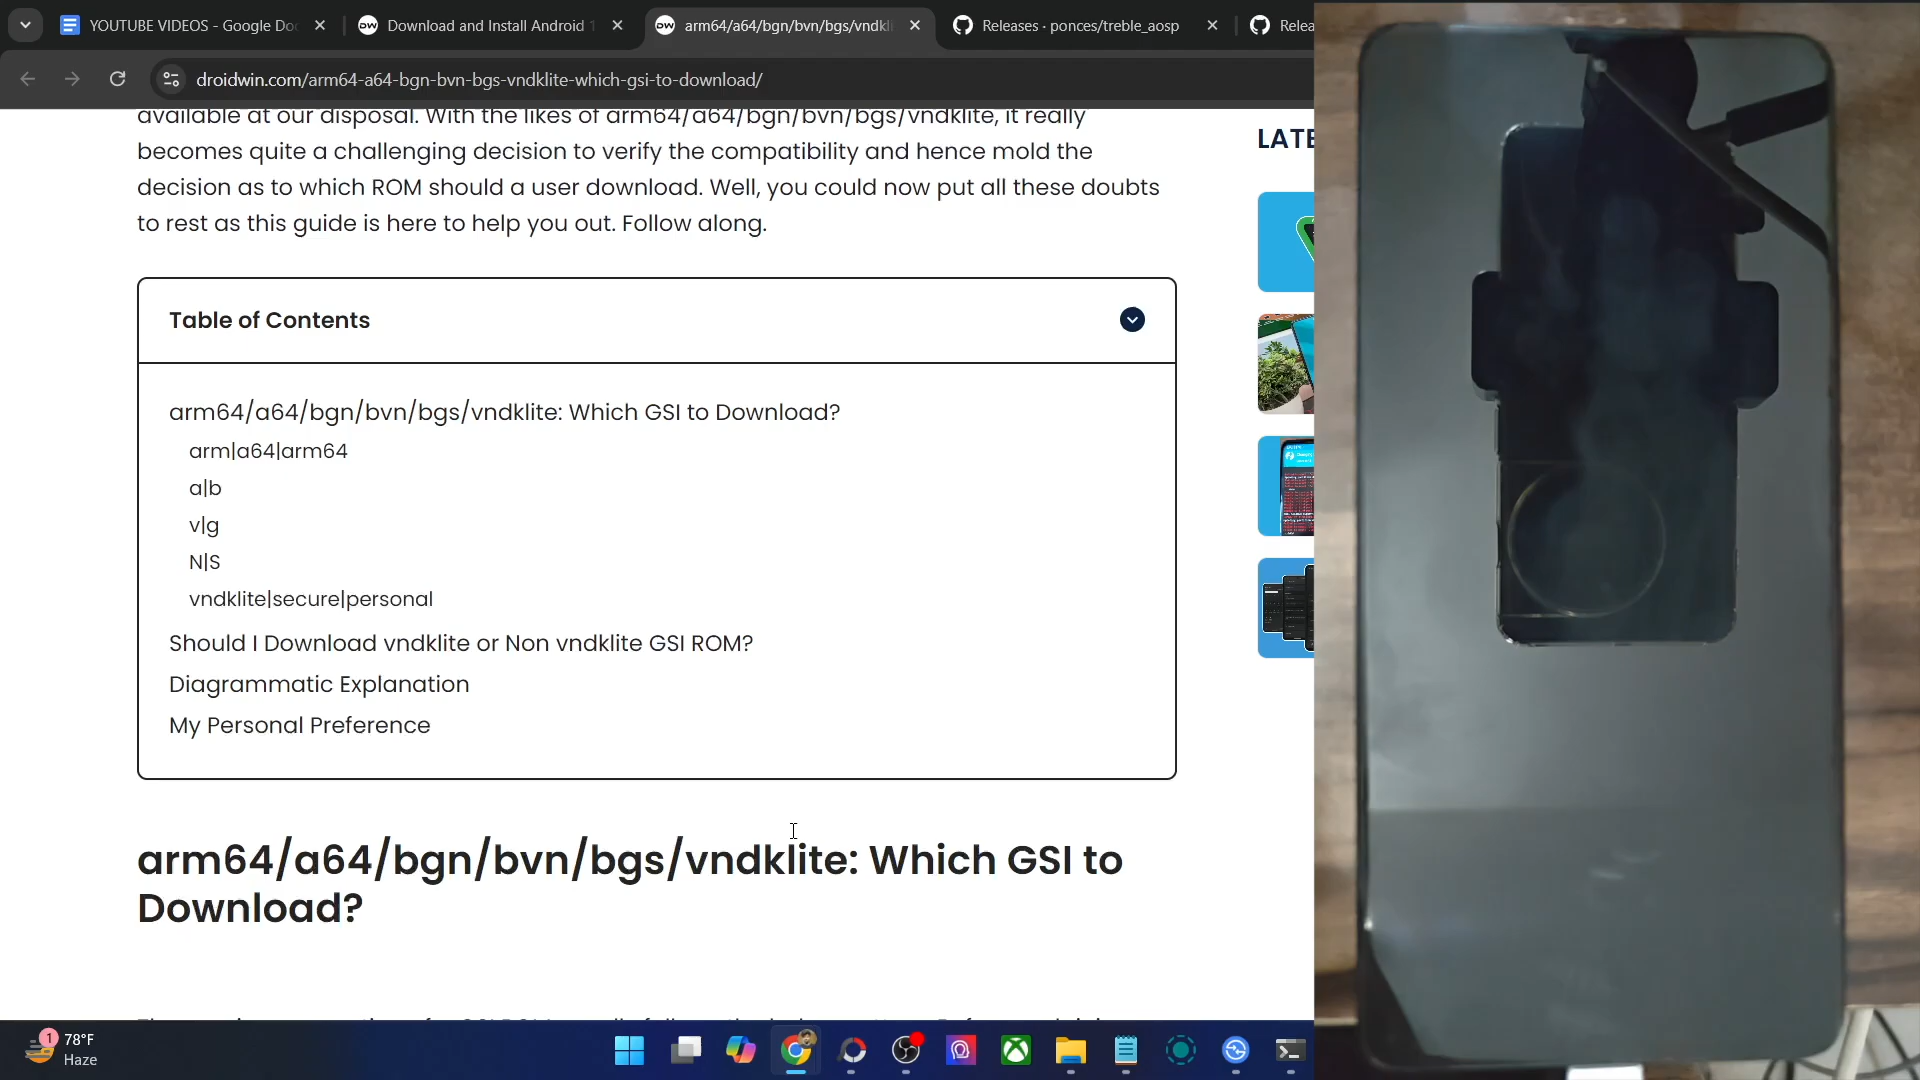 YOUTUBE VIDEOS - Google Do
Download and Install Android 1
arm64/a64/bgn/bvn/bgs/vndkli
Releases · ponces/treble_aosp
Relea
droidwin.com/arm64-a64-bgn-bvn-bgs-vndklite-which-gsi-to-download/
available at our disposal. With the likes of arm64/a64/bgn/bvn/bgs/vndklite, it really
becomes quite a challenging decision to verify the compatibility and hence mold the
decision as to which ROM should a user download. Well, you could now put all these doubts
to rest as this guide is here to help you out. Follow along.
LATE
Table of Contents
arm64/a64/bgn/bvn/bgs/vndklite: Which GSI to Download?
arm|a64|arm64
a|b
v|g
N|S
vndklite|secure|personal
Should I Download vndklite or Non vndklite GSI ROM?
Diagrammatic Explanation
My Personal Preference
arm64/a64/bgn/bvn/bgs/vndklite: Which GSI to
Download?
1
78°F
Haze